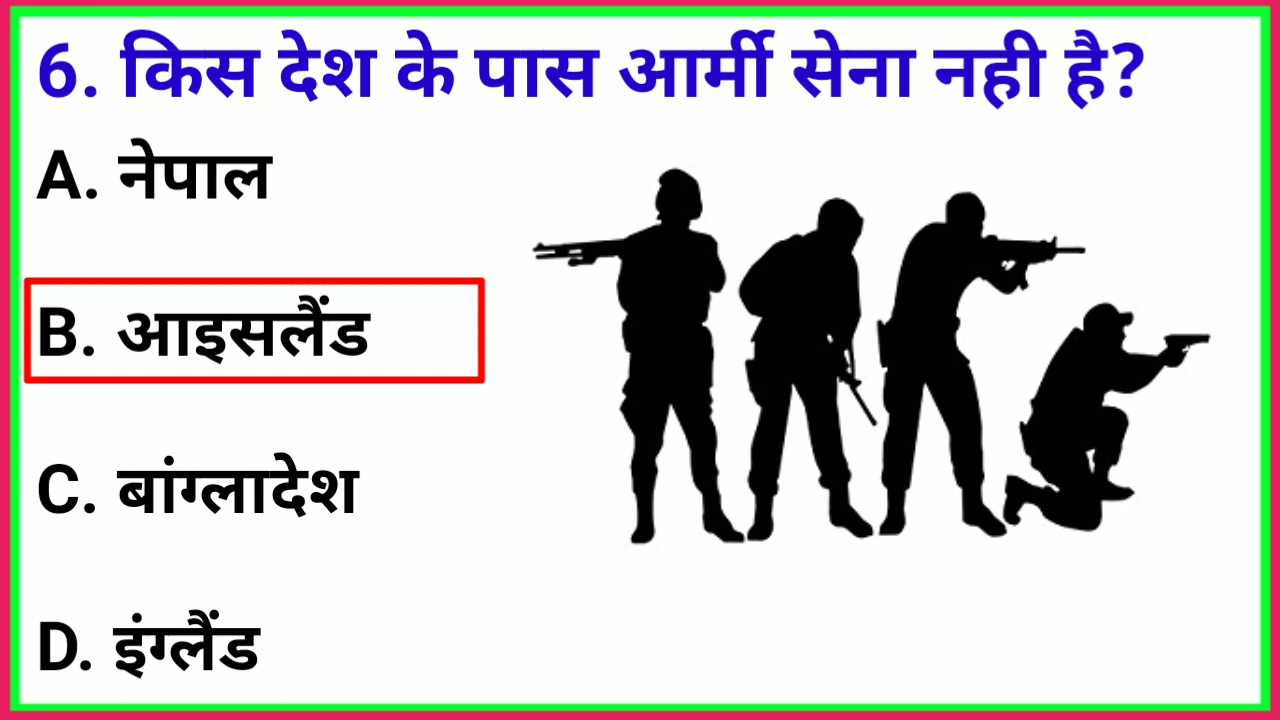 6. किस देश के पास आर्मी सेना नही है?
A. नेपाल
B. आइसलैंड
C. बांग्लादेश
D. इंग्लैंड